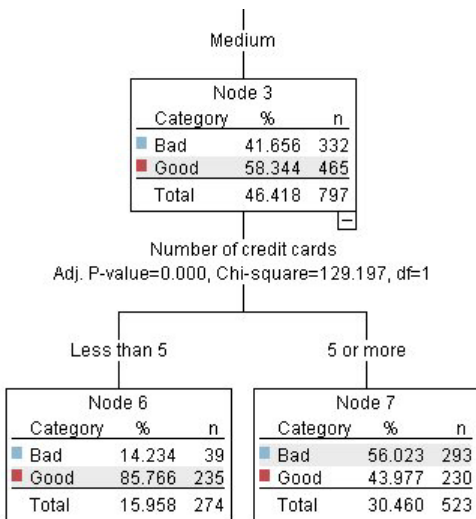 Medium
Node 3
Category % n
Bad 41.656 332
Good 58.344 465
Total 46.418 797
Number of credit cards
Adj. P-value=0.000, Chi-square=129.197, df=1
Less than 5
5 or more
Node 6
Category % n
Bad 14.234 39
Good 85.766 235
Total 15.958 274
Node 7
Category % n
Bad 56.023 293
Good 43.977 230
Total 30.460 523